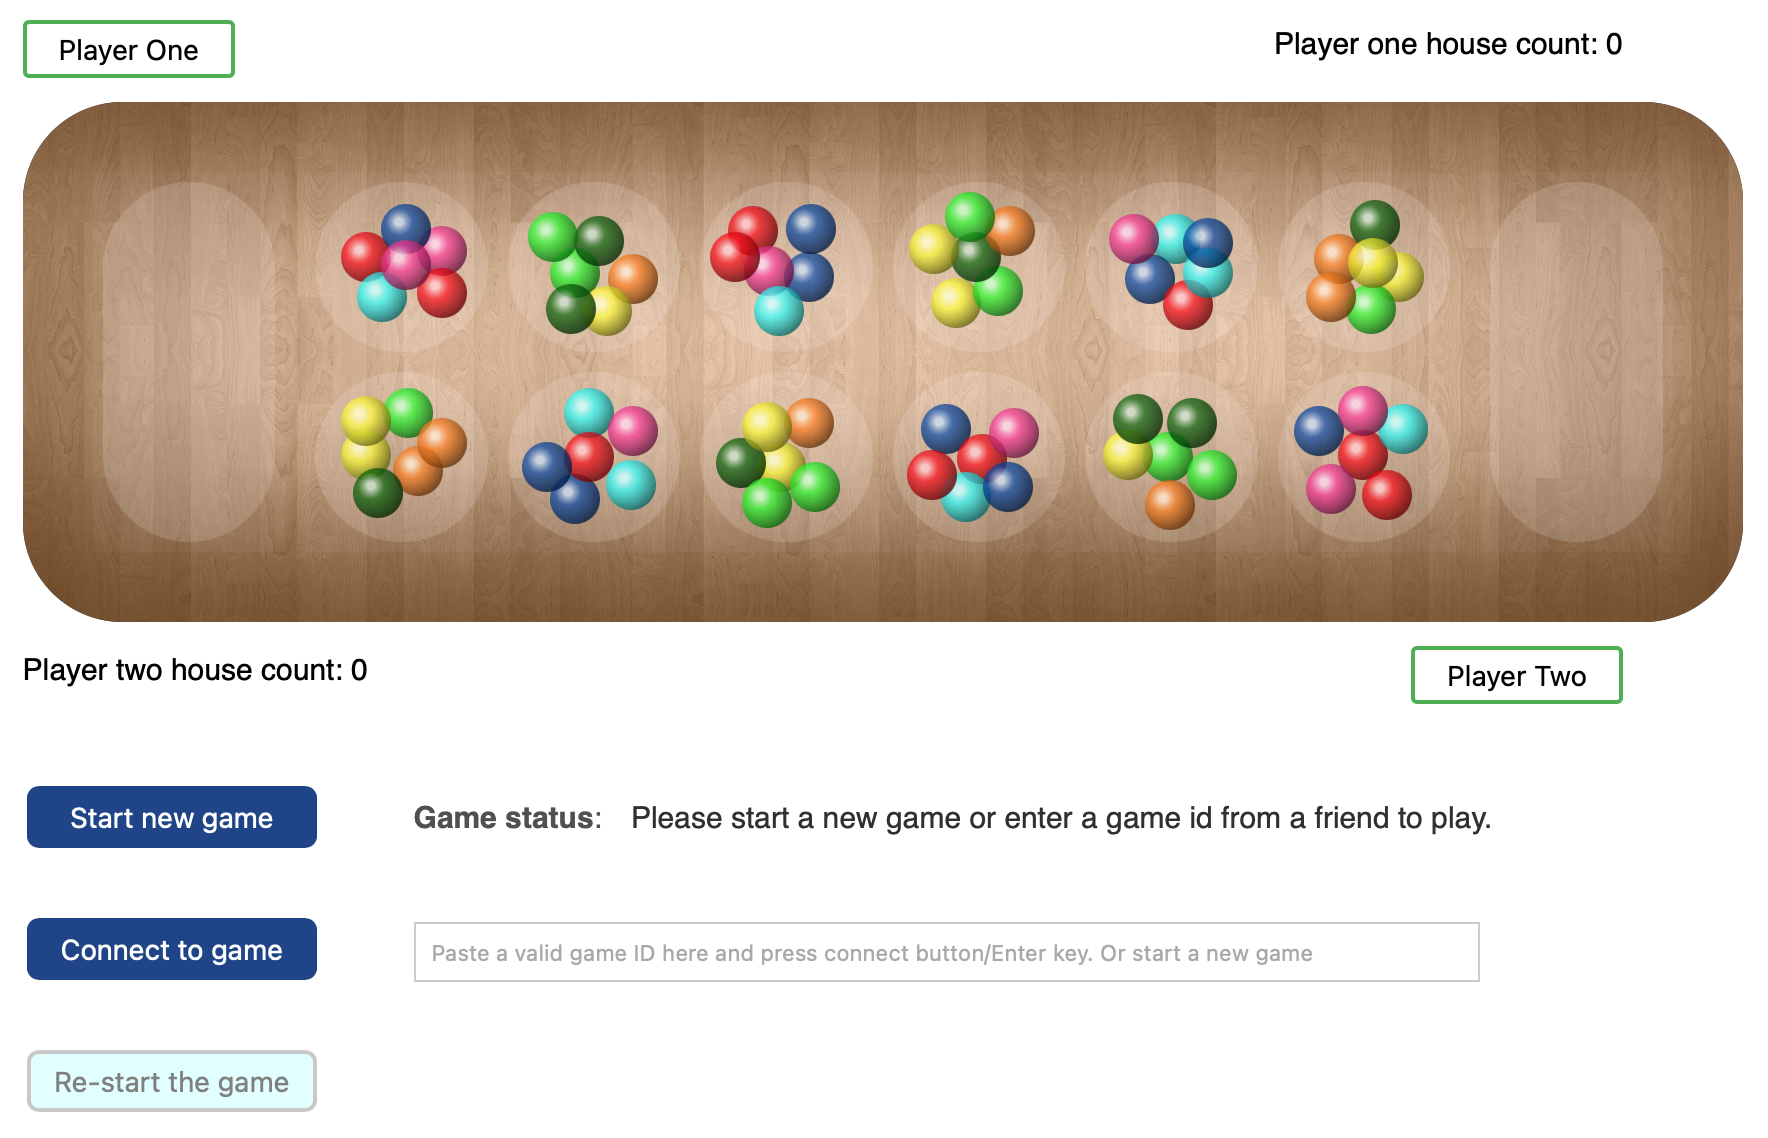 Player One
Player one house count: 0
Player two house count: 0
Player Two
Start new game
Game status: Please start a new game or enter a game id from a friend to play.
Connect to game
Paste a valid game ID here and press connect button/Enter key. Or start a new game
Re-start the game